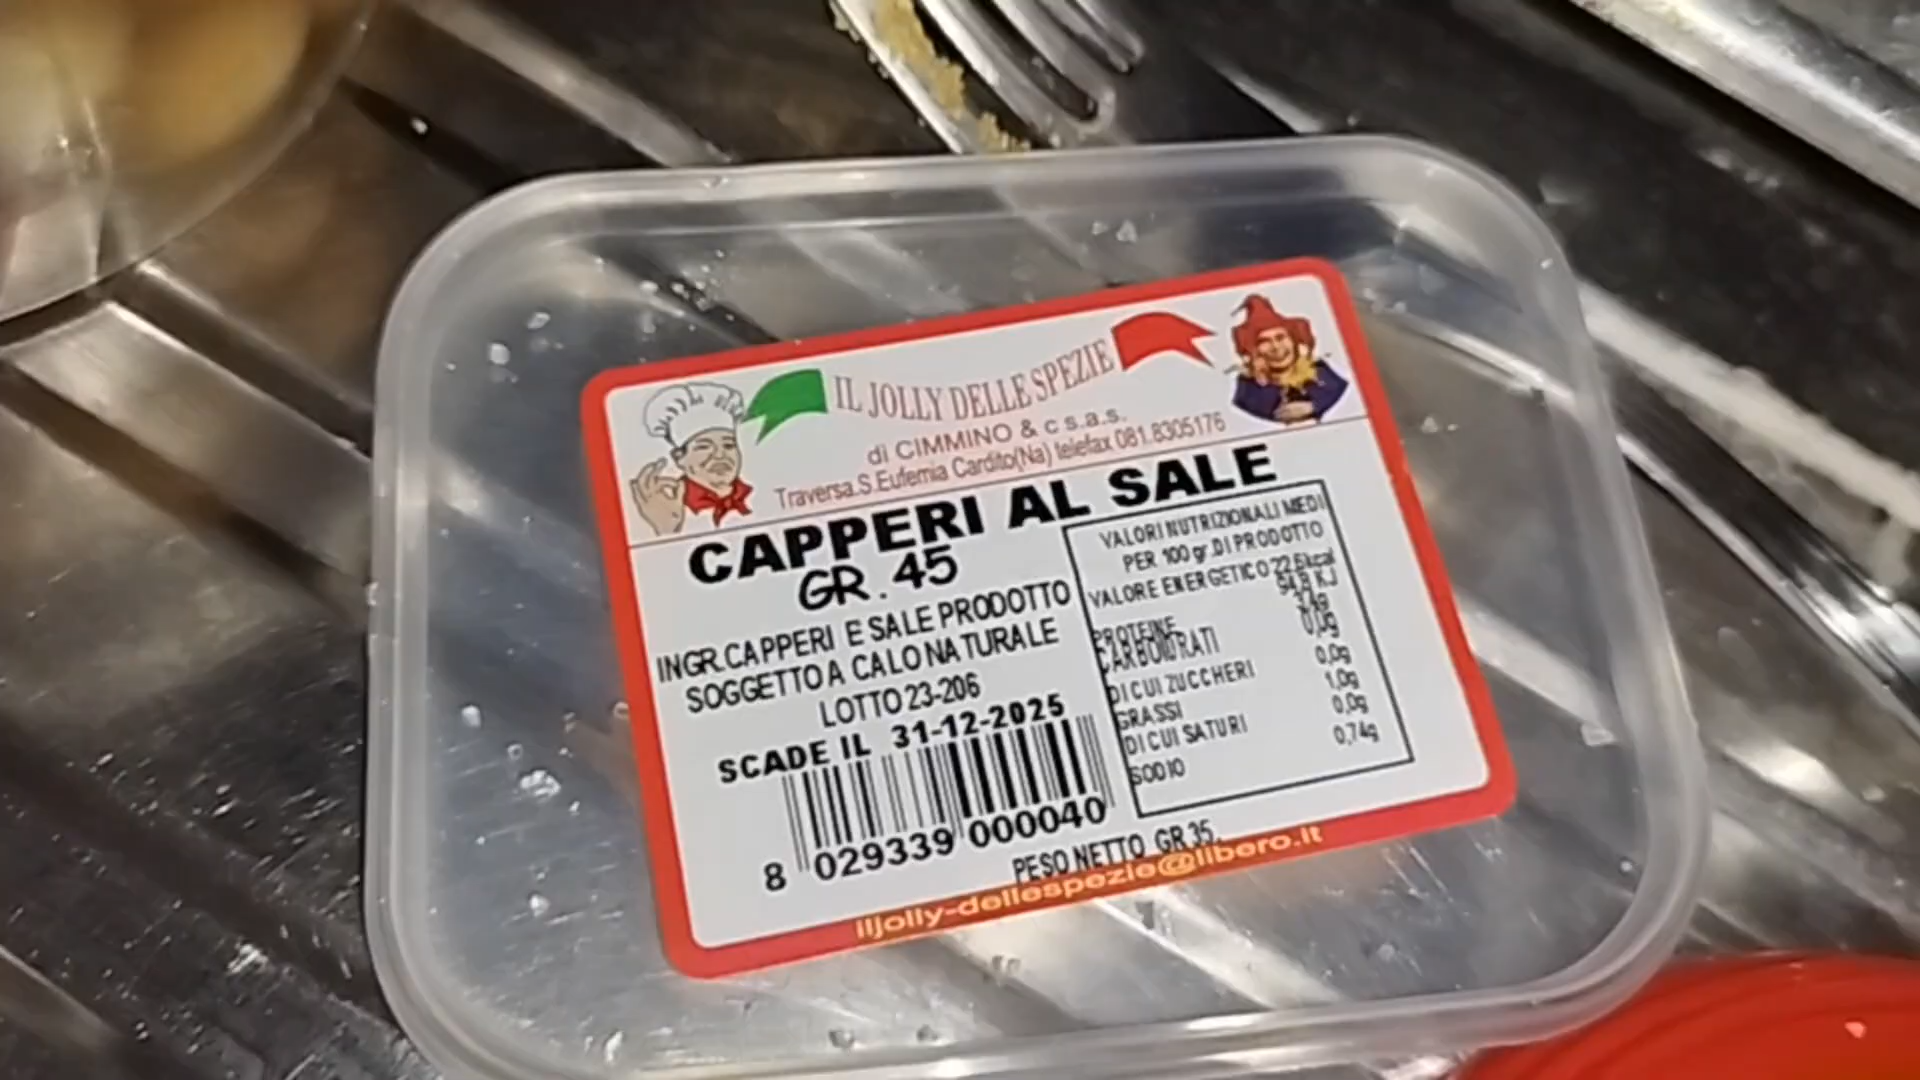 IL JOLLY DELLE SPEZIE
di CIMMINO & c s.a.s.
Traversa.S.Eufemia Cardito(Na) telefax 081.8305176
CAPPERI AL SALE
GR. 45
INGR.CAPPERI E SALE PRODOTTO
SOGGETTO A CALO NATURALE
LOTTO 23-206
SCADE IL 31-12-2025
8 029339 000040
VALORI NUTRIZIONALI MEDI
PER 100 gr.DI PRODOTTO
VALORE ENERGETICO 22,6kcal
94,8 KJ
PROTEINE 3,4g
CARBOIDRATI 0,0g
DI CUI ZUCCHERI 0,0g
GRASSI 1,0g
DI CUI SATURI 0,0g
SODIO 0,74g
PESO NETTO GR.35.
iljolly-dellespezie@libero.it